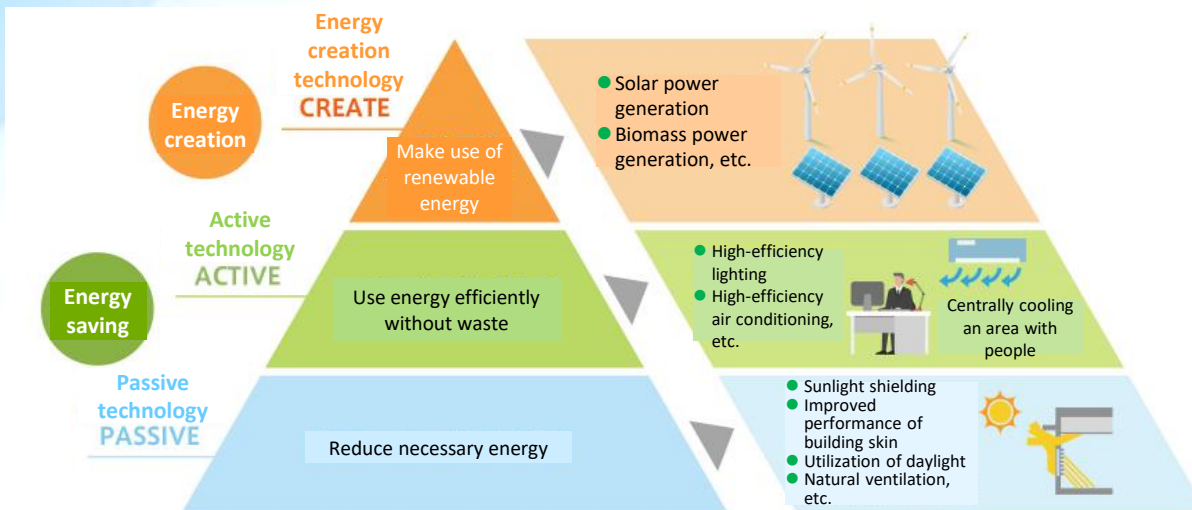 Energy
creation
technology
CREATE
Energy
creation
Make use of
renewable
energy
Solar power
generation
Biomass power
generation, etc.
Active
technology
ACTIVE
Energy
saving
Use energy efficiently
without waste
High-efficiency
lighting
High-efficiency
air conditioning,
etc.
Centrally cooling
an area with
people
Passive
technology
PASSIVE
Reduce necessary energy
Sunlight shielding
Improved
performance of
building skin
Utilization of daylight
Natural ventilation,
etc.